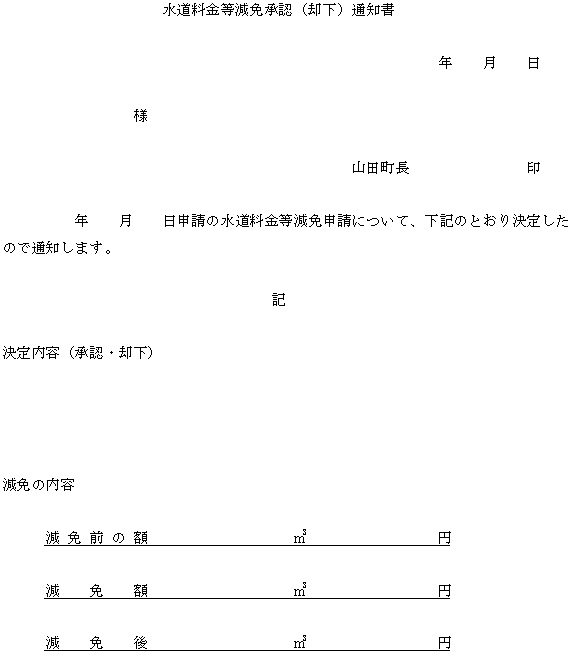 水道料金等減免承認（却下）通知書
年　　月　　日
様
山田町長　　　　　　　　印
年　　月　　日申請の水道料金等減免申請について、下記のとおり決定した
ので通知します。
記
決定内容（承認・却下）
減免の内容
減免前の額　　　　　　　　　　㎥　　　　　　　　　円
減　免　額　　　　　　　　　　㎥　　　　　　　　　円
減　免　後　　　　　　　　　　㎥　　　　　　　　　円